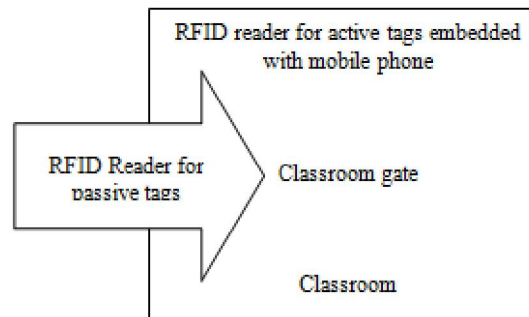 RFID reader for active tags embedded
with mobile phone
RFID Reader for
passive tags
Classroom gate
Classroom